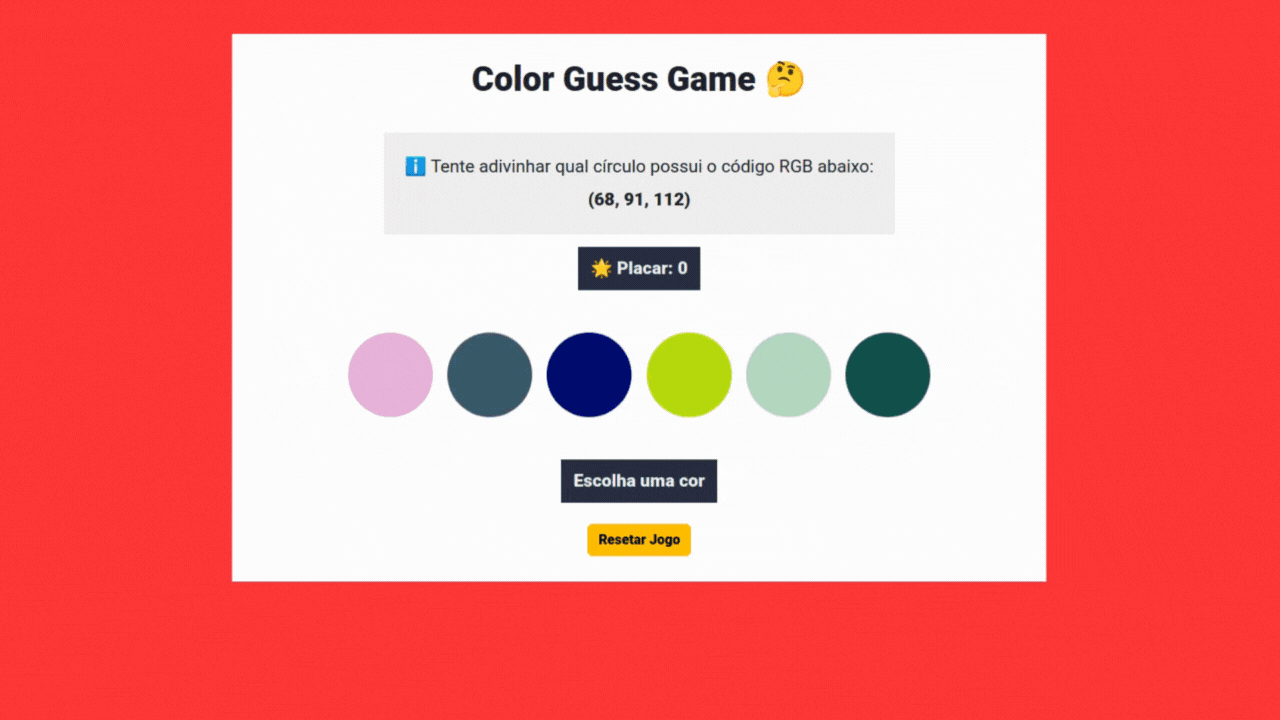 Color Guess Game 🤔
ℹ️ Tente adivinhar qual círculo possui o código RGB abaixo:
(68, 91, 112)
🌟 Placar: 0
Escolha uma cor
Resetar Jogo